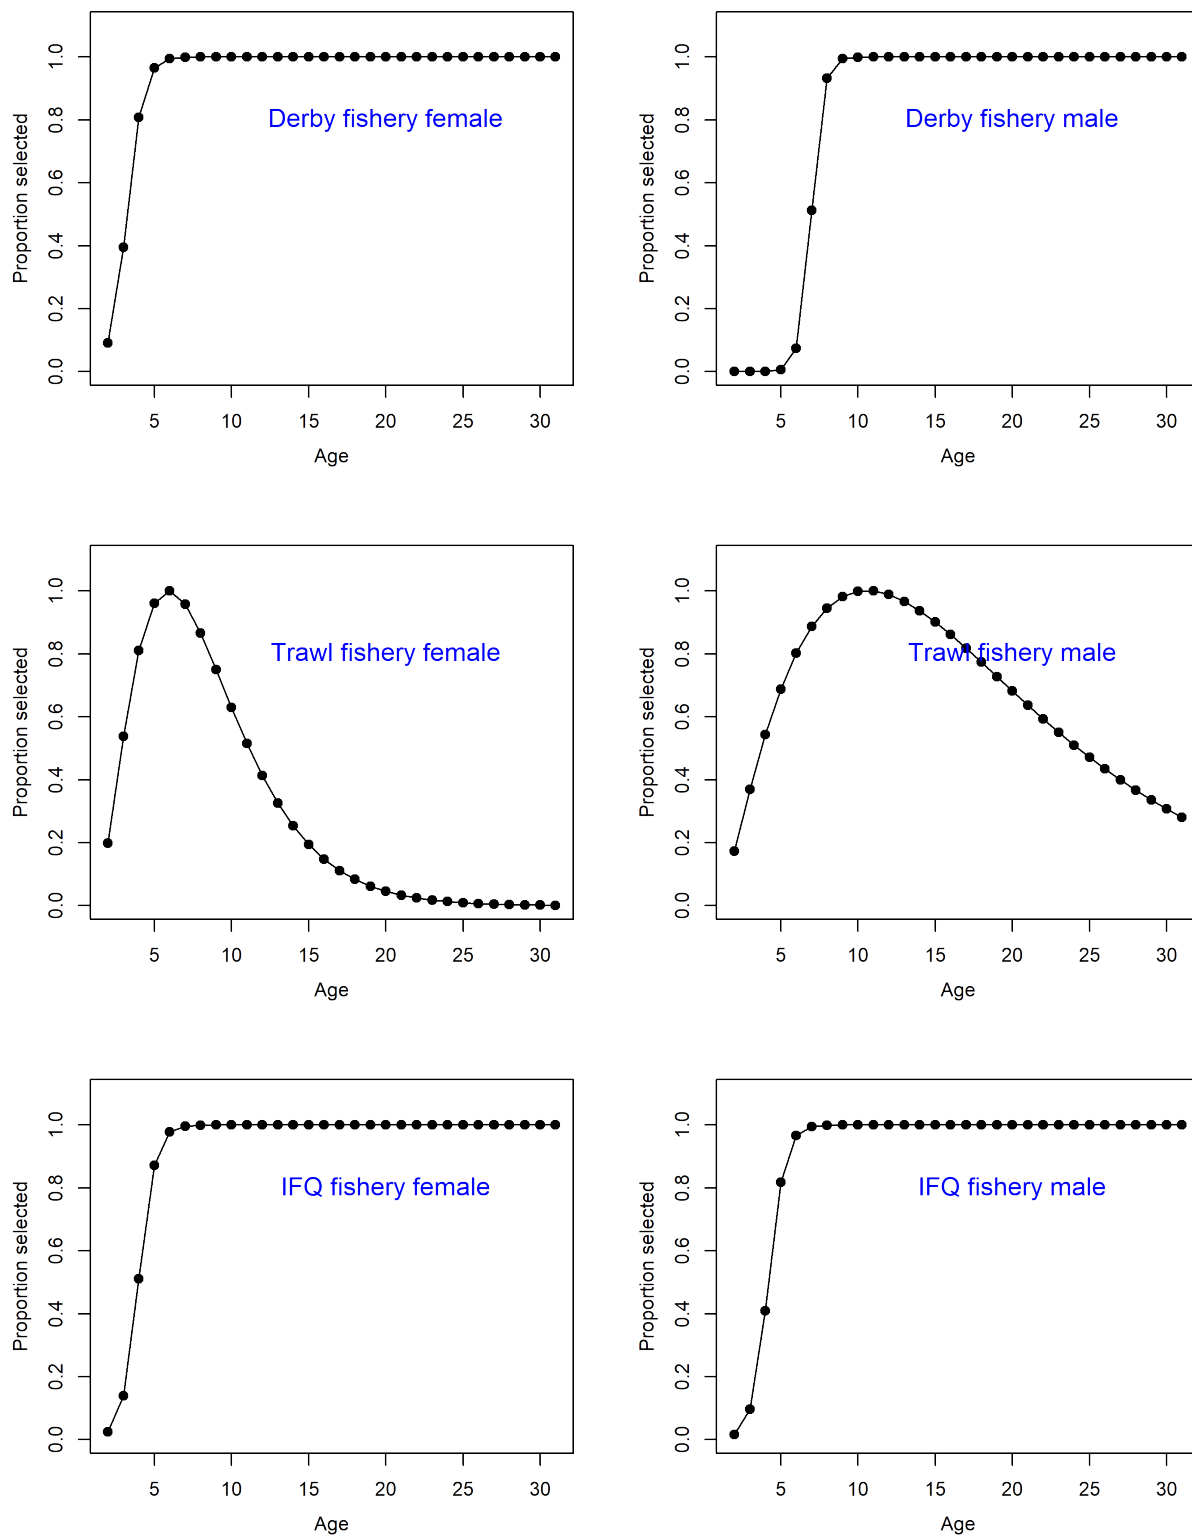 Proportion selected
0.0 0.2 0.4 0.6 0.8 1.0
Derby fishery female
5 10 15 20 25 30
Age
Proportion selected
0.0 0.2 0.4 0.6 0.8 1.0
Derby fishery male
5 10 15 20 25 30
Age
Proportion selected
0.0 0.2 0.4 0.6 0.8 1.0
Trawl fishery female
5 10 15 20 25 30
Age
Proportion selected
0.0 0.2 0.4 0.6 0.8 1.0
Trawl fishery male
5 10 15 20 25 30
Age
Proportion selected
0.0 0.2 0.4 0.6 0.8 1.0
IFQ fishery female
5 10 15 20 25 30
Age
Proportion selected
0.0 0.2 0.4 0.6 0.8 1.0
IFQ fishery male
5 10 15 20 25 30
Age